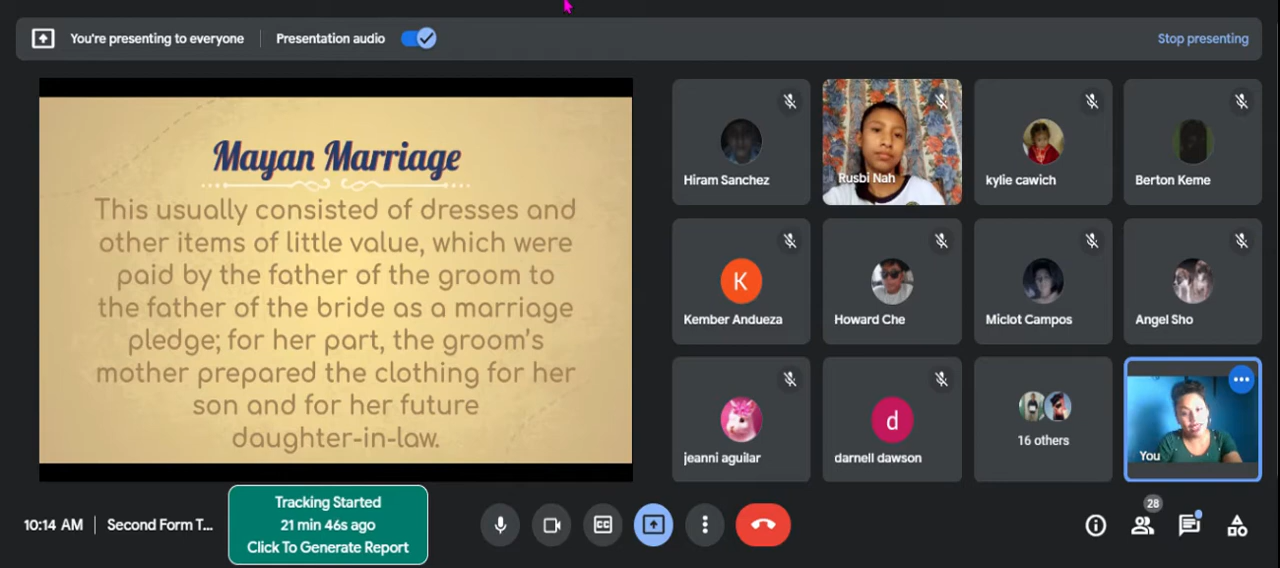 You're presenting to everyone
Presentation audio
Stop presenting
Mayan Marriage
This usually consisted of dresses and
other items of little value, which were
paid by the father of the groom to
the father of the bride as a marriage
pledge; for her part, the groom's
mother prepared the clothing for her
son and for her future
daughter-in-law.
Hiram Sanchez
Rusbi Nah
kylie cawich
Berton Keme
K
Kember Andueza
Howard Che
Miclot Campos
Angel Sho
jeanni aguilar
d
darnell dawson
16 others
You
10:14 AM
Second Form T...
Tracking Started
21 min 46s ago
Click To Generate Report
CC
28